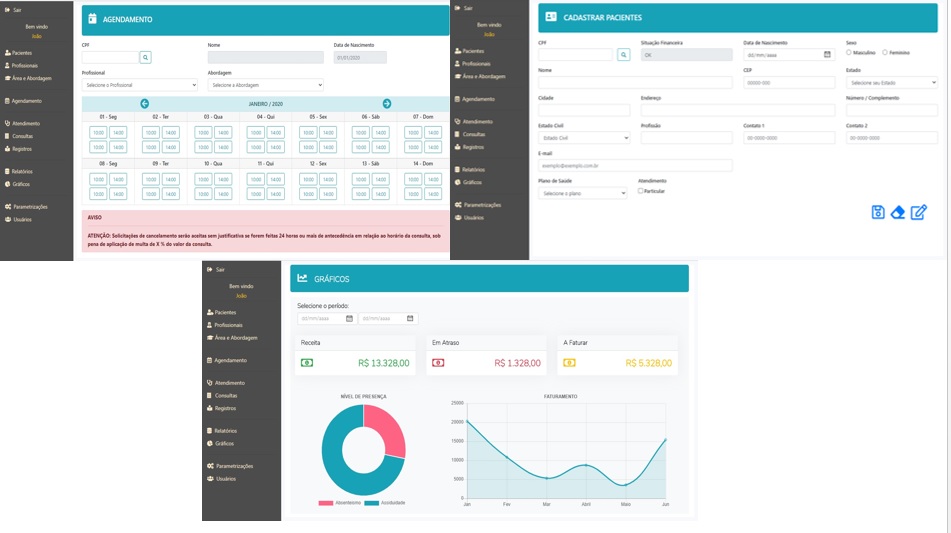 Sair
Bem vindo
João
Pacientes
Profissionais
Área e Abordagem
Agendamento
Atendimento
Consultas
Registros
Relatórios
Gráficos
Parametrizações
Usuários
AGENDAMENTO
CPF
Nome
Data de Nascimento
01/01/2020
Profissional
Abordagem
Selecione o Profissional
Selecione a Abordagem
JANEIRO / 2020
01 - Seg
02 - Ter
03 - Qua
04 - Qui
05 - Sex
06 - Sáb
07 - Dom
10:00 14:00 10:00 14:00 10:00 14:00 10:00 14:00 10:00 14:00 10:00 14:00 10:00 14:00
10:00 14:00 10:00 14:00 10:00 14:00 10:00 14:00 10:00 14:00 10:00 14:00 10:00 14:00
08 - Seg
09 - Ter
10 - Qua
11 - Qui
12 - Sex
13 - Sáb
14 - Dom
10:00 14:00 10:00 14:00 10:00 14:00 10:00 14:00 10:00 14:00 10:00 14:00 10:00 14:00
10:00 14:00 10:00 14:00 10:00 14:00 10:00 14:00 10:00 14:00 10:00 14:00 10:00 14:00
AVISO
ATENÇÃO: Solicitações de cancelamento serão aceitas sem justificativa se forem feitas 24 horas ou mais de antecedência em relação ao horário da consulta, sob
pena de aplicação de multa de X % do valor da consulta.
Sair
Bem vindo
João
Pacientes
Profissionais
Área e Abordagem
Agendamento
Atendimento
Consultas
Registros
Relatórios
Gráficos
Parametrizações
Usuários
CADASTRAR PACIENTES
CPF
Situação Financeira
Data de Nascimento
Sexo
OK
dd/mm/aaaa
Masculino
Feminino
Nome
CEP
Estado
00000-000
Selecione seu Estado
Cidade
Endereço
Número / Complemento
Estado Civil
Profissão
Contato 1
Contato 2
Estado Civil
00-0000-0000
00-0000-0000
E-mail
exemplo@exemplo.com.br
Plano de Saúde
Atendimento
Selecione o plano
Particular
Sair
Bem vindo
João
Pacientes
Profissionais
Área e Abordagem
Agendamento
Atendimento
Consultas
Registros
Relatórios
Gráficos
Parametrizações
Usuários
GRÁFICOS
Selecione o período:
dd/mm/aaaa
dd/mm/aaaa
Receita
R$ 13.328,00
Em Atraso
R$ 1.328,00
A Faturar
R$ 5.328,00
NÍVEL DE PRESENÇA
Absenteísmo
Assiduidade
FATURAMENTO
25000
20000
15000
10000
5000
0
Jan
Fev
Mar
Abril
Maio
Jun